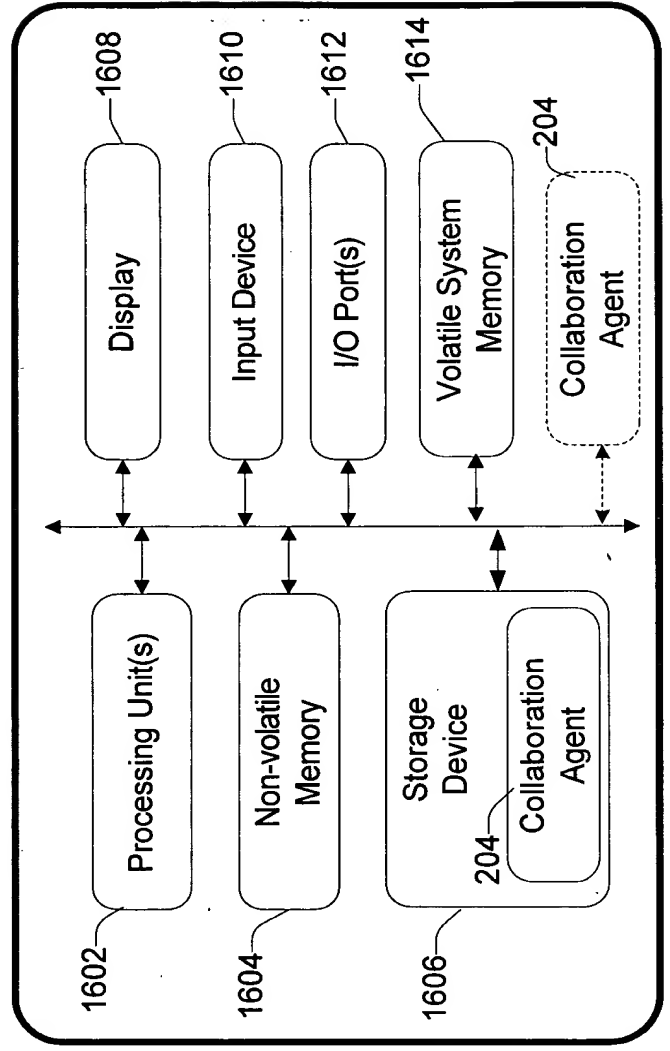 1602
Processing Unit(s)
1604
Non-volatile
Memory
1606
Storage
Device
204
Collaboration
Agent
Display
1608
Input Device
1610
I/O Port(s)
1612
Volatile System
Memory
1614
Collaboration
Agent
204